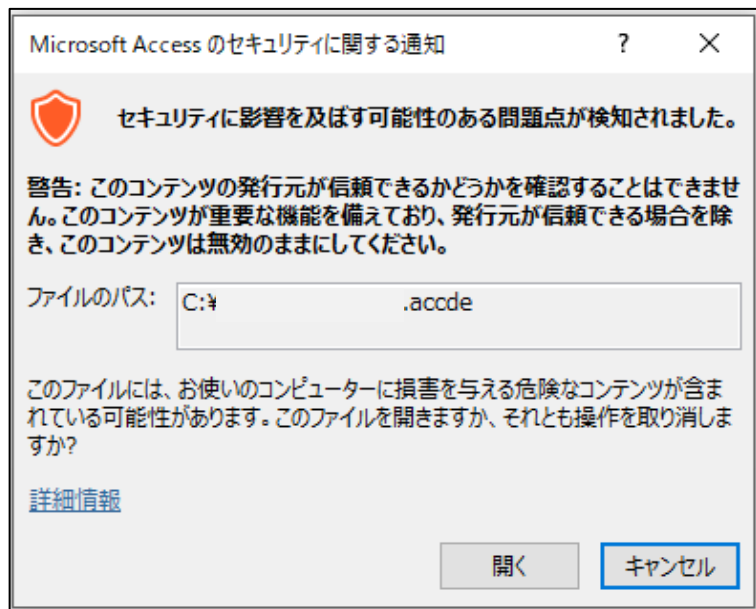 Microsoft Access のセキュリティに関する通知
? ×
セキュリティに影響を及ぼす可能性のある問題点が検知されました。
警告: このコンテンツの発行元が信頼できるかどうかを確認することはできませ
ん。このコンテンツが重要な機能を備えており、発行元が信頼できる場合を除
き、このコンテンツは無効のままにしてください。
ファイルのパス: C:¥ .accde
このファイルには、お使いのコンピューターに損害を与える危険なコンテンツが含ま
れている可能性があります。このファイルを開きますか、それとも操作を取り消しま
すか?
詳細情報
開く キャンセル